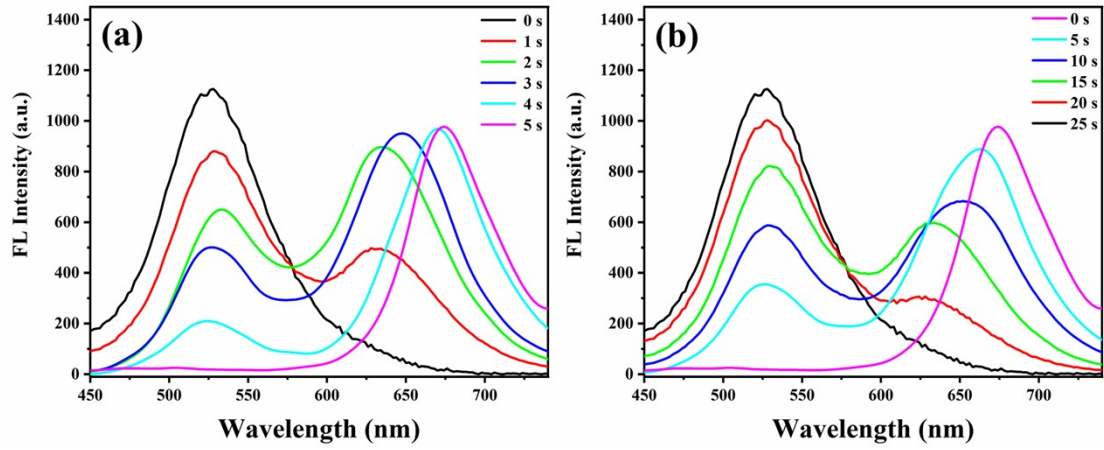 (a)
0 s
1 s
2 s
3 s
4 s
5 s
FL Intensity (a.u.)
1400
1200
1000
800
600
400
200
0
450 500 550 600 650 700
Wavelength (nm)
(b)
0 s
5 s
10 s
15 s
20 s
25 s
FL Intensity (a.u.)
1400
1200
1000
800
600
400
200
0
450 500 550 600 650 700
Wavelength (nm)